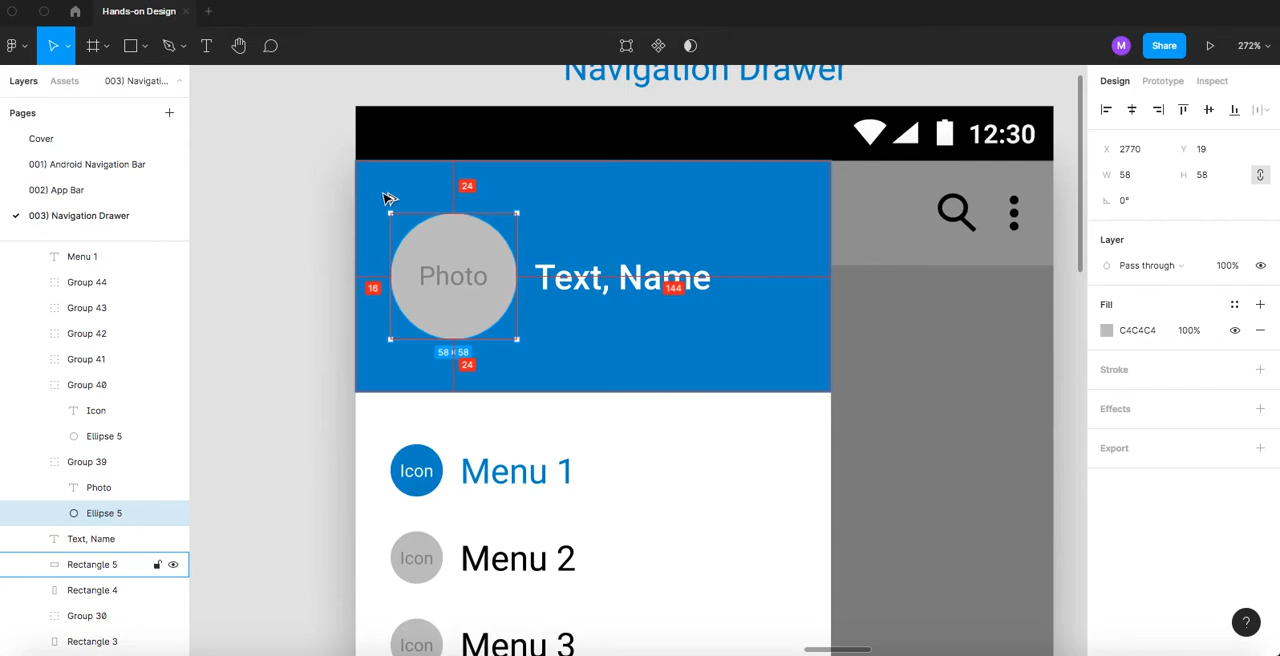 Hands-on Design
M
Share
272%
Layers
Assets
003) Navigati...
Pages
Cover
001) Android Navigation Bar
002) App Bar
003) Navigation Drawer
Menu 1
Group 44
Group 43
Group 42
Group 41
Group 40
Icon
Ellipse 5
Group 39
Photo
Ellipse 5
Text, Name
Rectangle 5
Rectangle 4
Group 30
Rectangle 3
Navigation Drawer
12:30
24
Photo
Text, Name
16
144
58 × 58
24
Icon
Menu 1
Icon
Menu 2
Icon
Menu 3
Design
Prototype
Inspect
X 2770
Y 19
W 58
H 58
0°
Layer
Pass through
100%
Fill
C4C4C4
100%
Stroke
Effects
Export
?